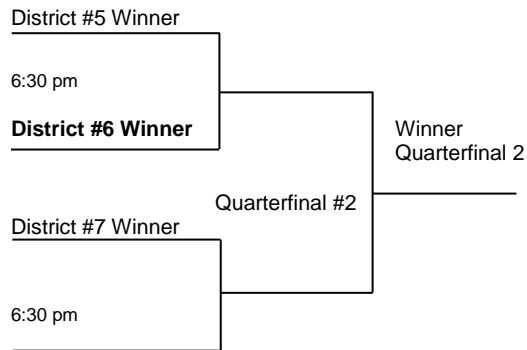 District #5 Winner
6:30 pm
District #6 Winner
Winner
Quarterfinal 2
Quarterfinal #2
District #7 Winner
6:30 pm